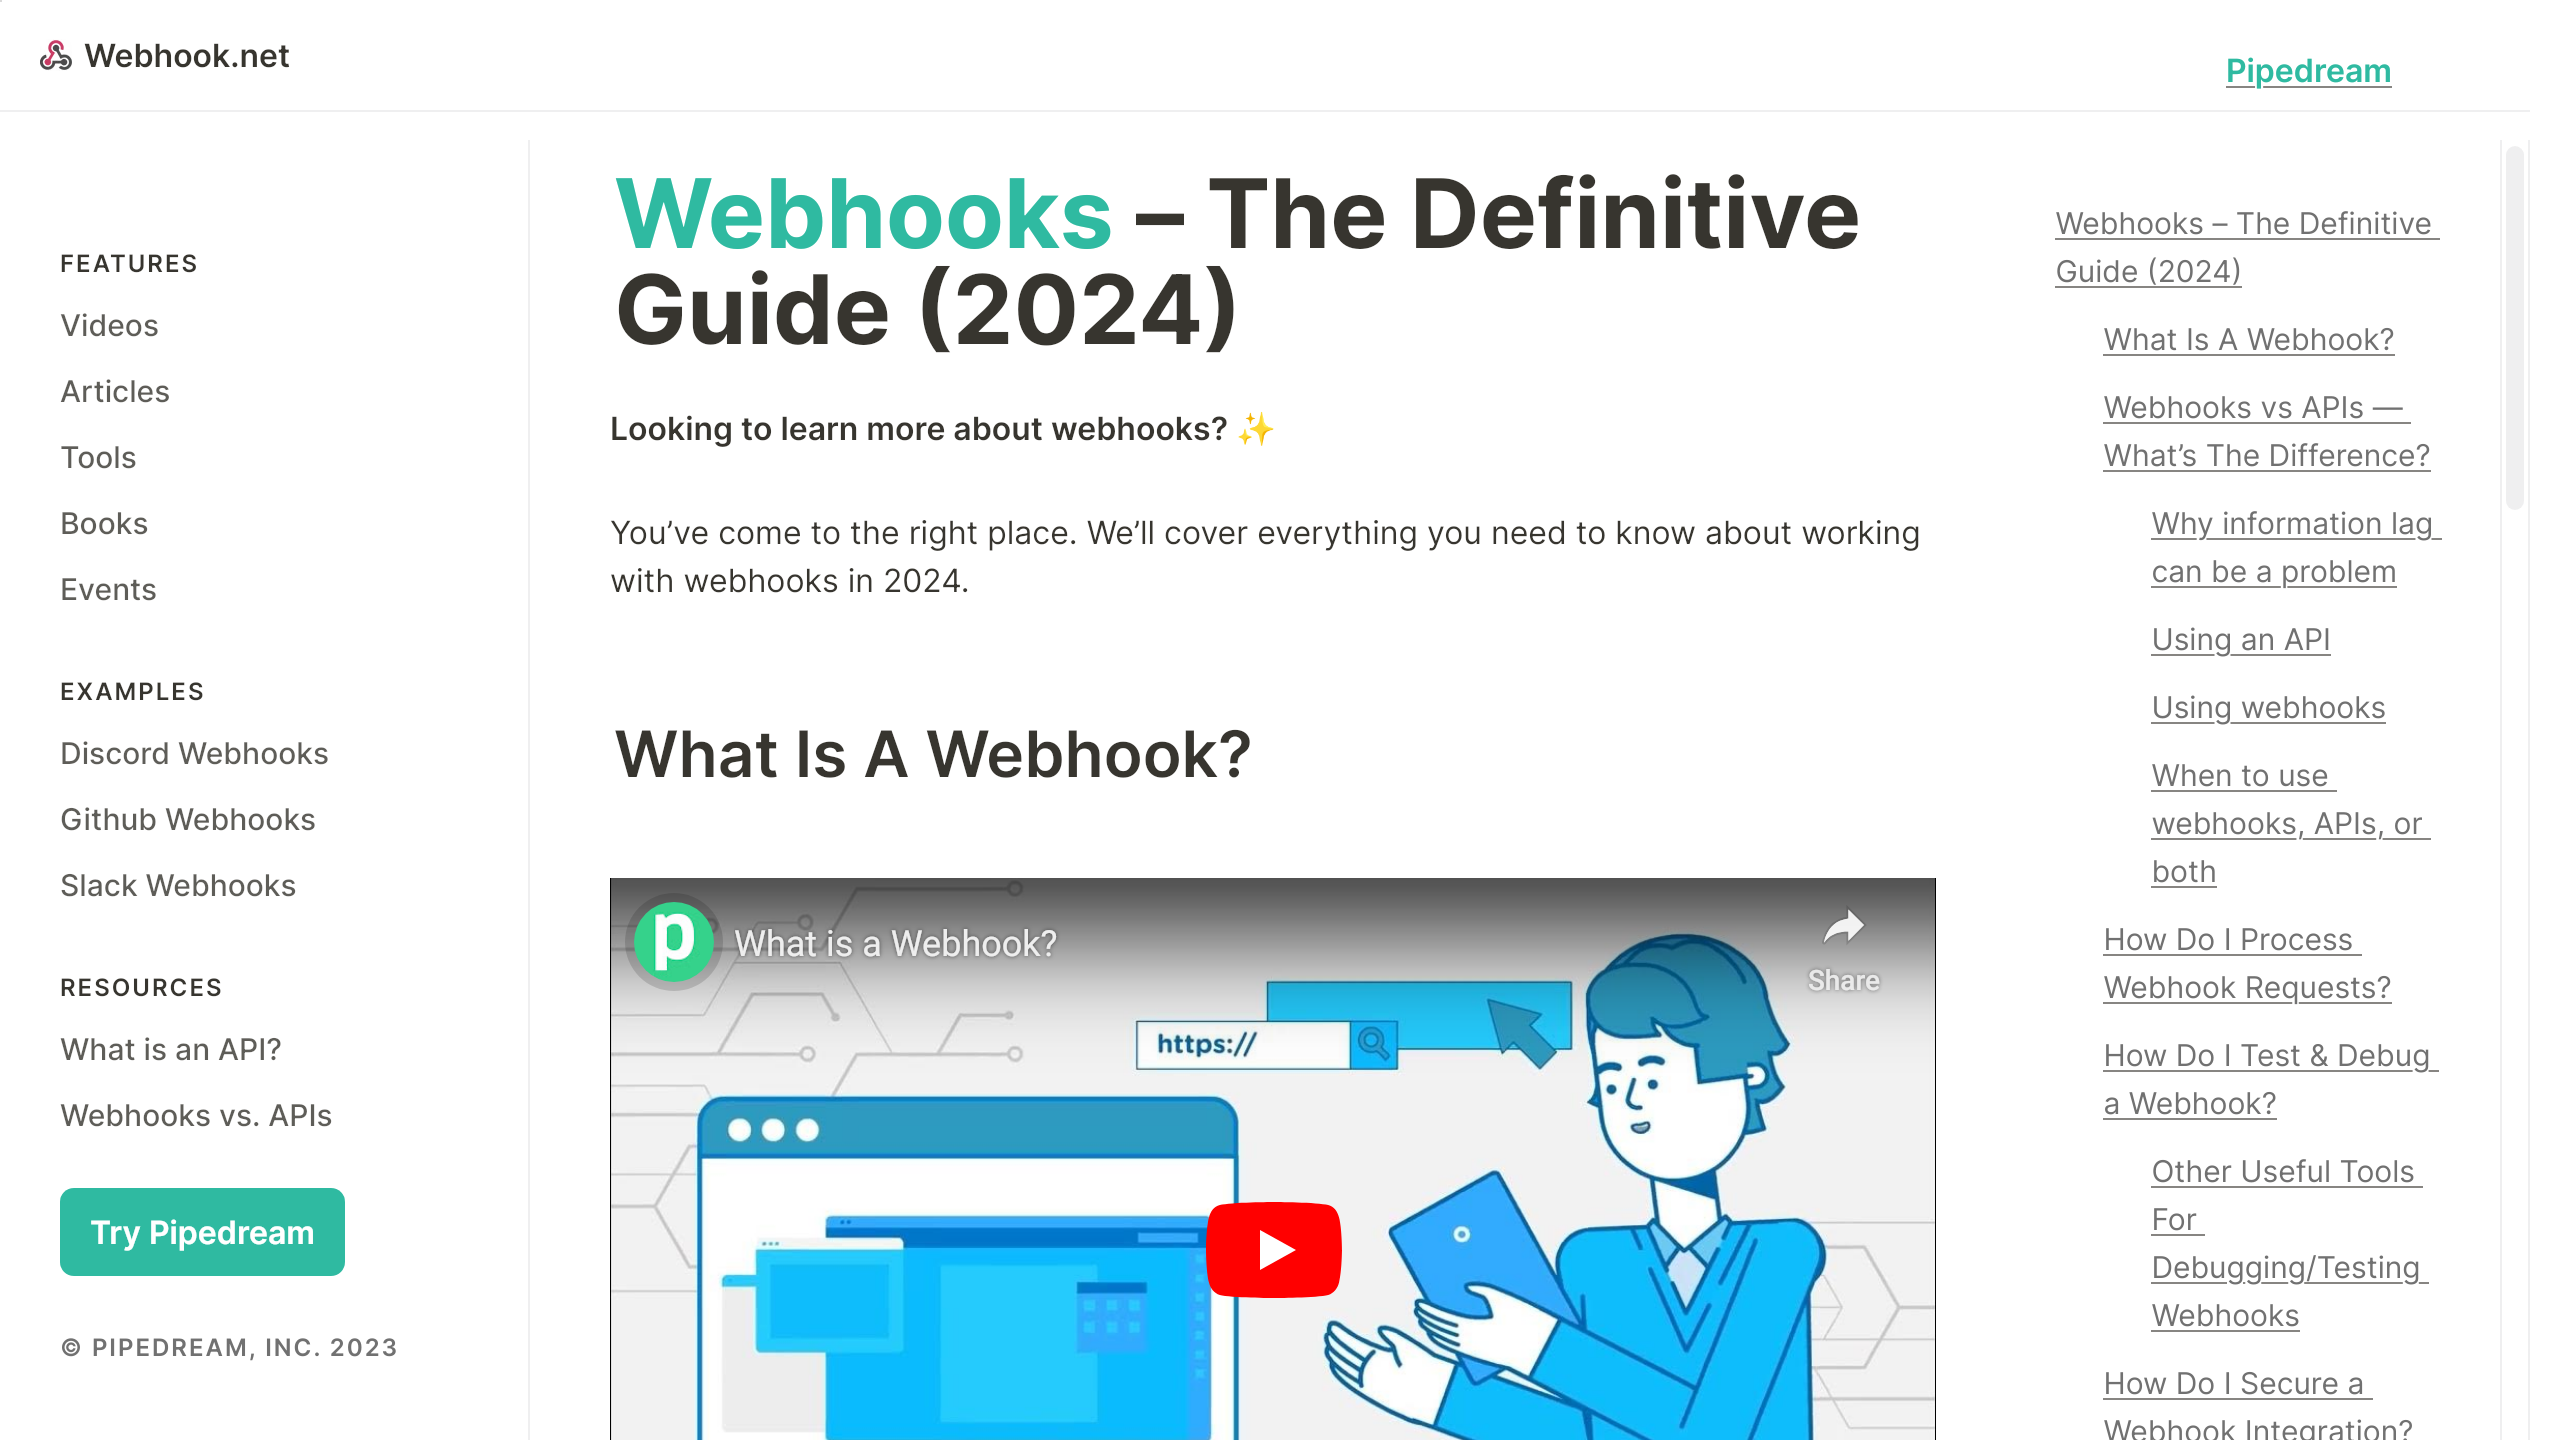 Webhook.net
Pipedream
FEATURES
Videos
Articles
Tools
Books
Events
EXAMPLES
Discord Webhooks
Github Webhooks
Slack Webhooks
RESOURCES
What is an API?
Webhooks vs. APIs
Try Pipedream
© PIPEDREAM, INC. 2023
Webhooks – The Definitive
Guide (2024)
Looking to learn more about webhooks? ✨
You’ve come to the right place. We’ll cover everything you need to know about working
with webhooks in 2024.
What Is A Webhook?
p
What is a Webhook?
Share
https://
Webhooks – The Definitive
Guide (2024)
What Is A Webhook?
Webhooks vs APIs —
What’s The Difference?
Why information lag
can be a problem
Using an API
Using webhooks
When to use
webhooks, APIs, or
both
How Do I Process
Webhook Requests?
How Do I Test & Debug
a Webhook?
Other Useful Tools
For
Debugging/Testing
Webhooks
How Do I Secure a
Webhook Integration?